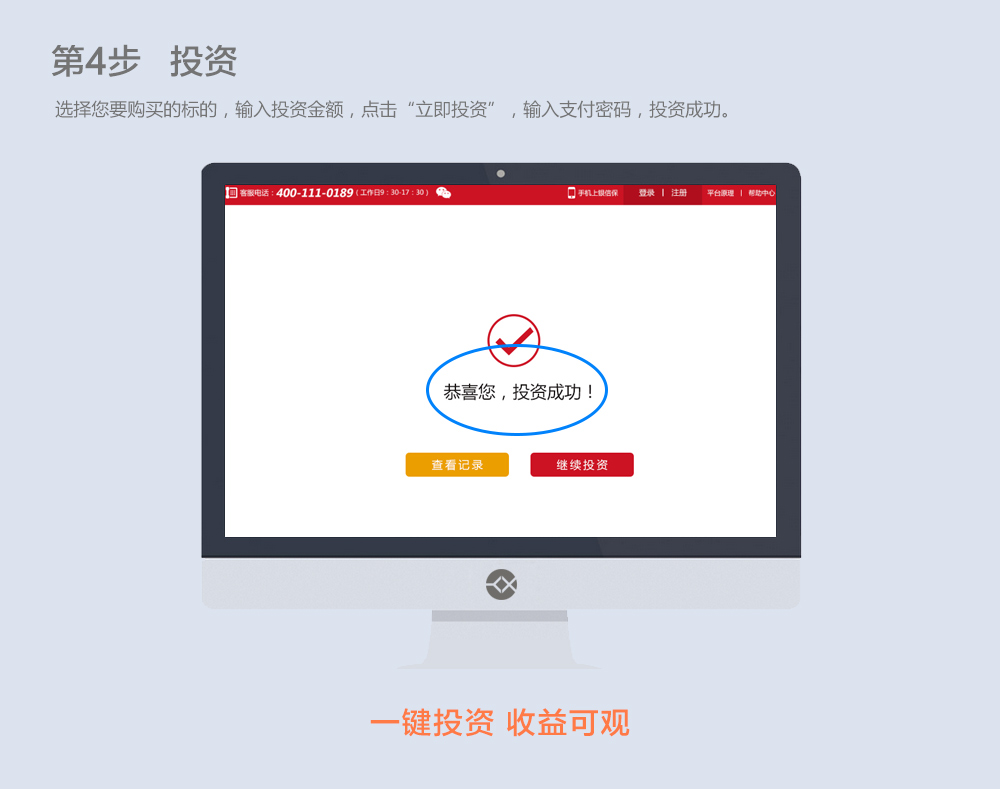 第4步 投资
选择您要购买的标的，输入投资金额，点击“立即投资”，输入支付密码，投资成功。
客服电话：400-111-0189（工作日9：30-17：30）
手机上银信保 登录 | 注册 平台原理 | 帮助中心
恭喜您，投资成功！
查看记录 继续投资
一键投资 收益可观